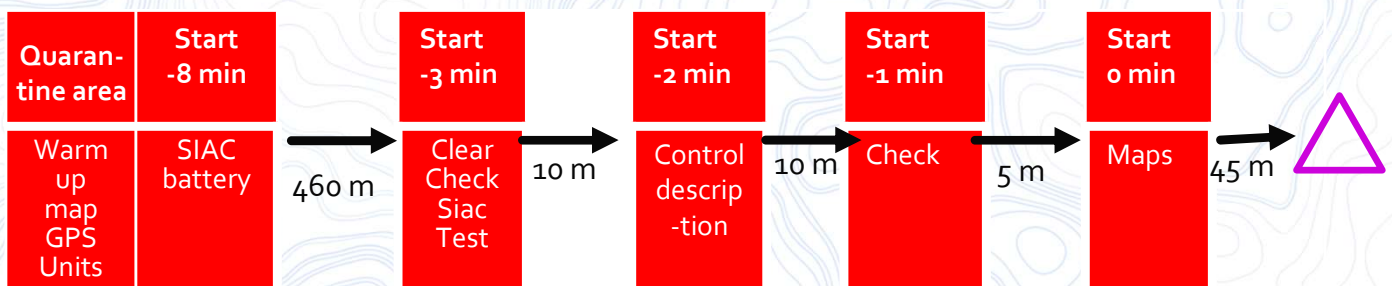 Quaran-
tine area
Start
-8 min
Start
-3 min
Start
-2 min
Start
-1 min
Start
0 min
Warm
up
map
GPS
Units
SIAC
battery
460 m
Clear
Check
Siac
Test
10 m
Control
descrip
-tion
10 m
Check
5 m
Maps
45 m